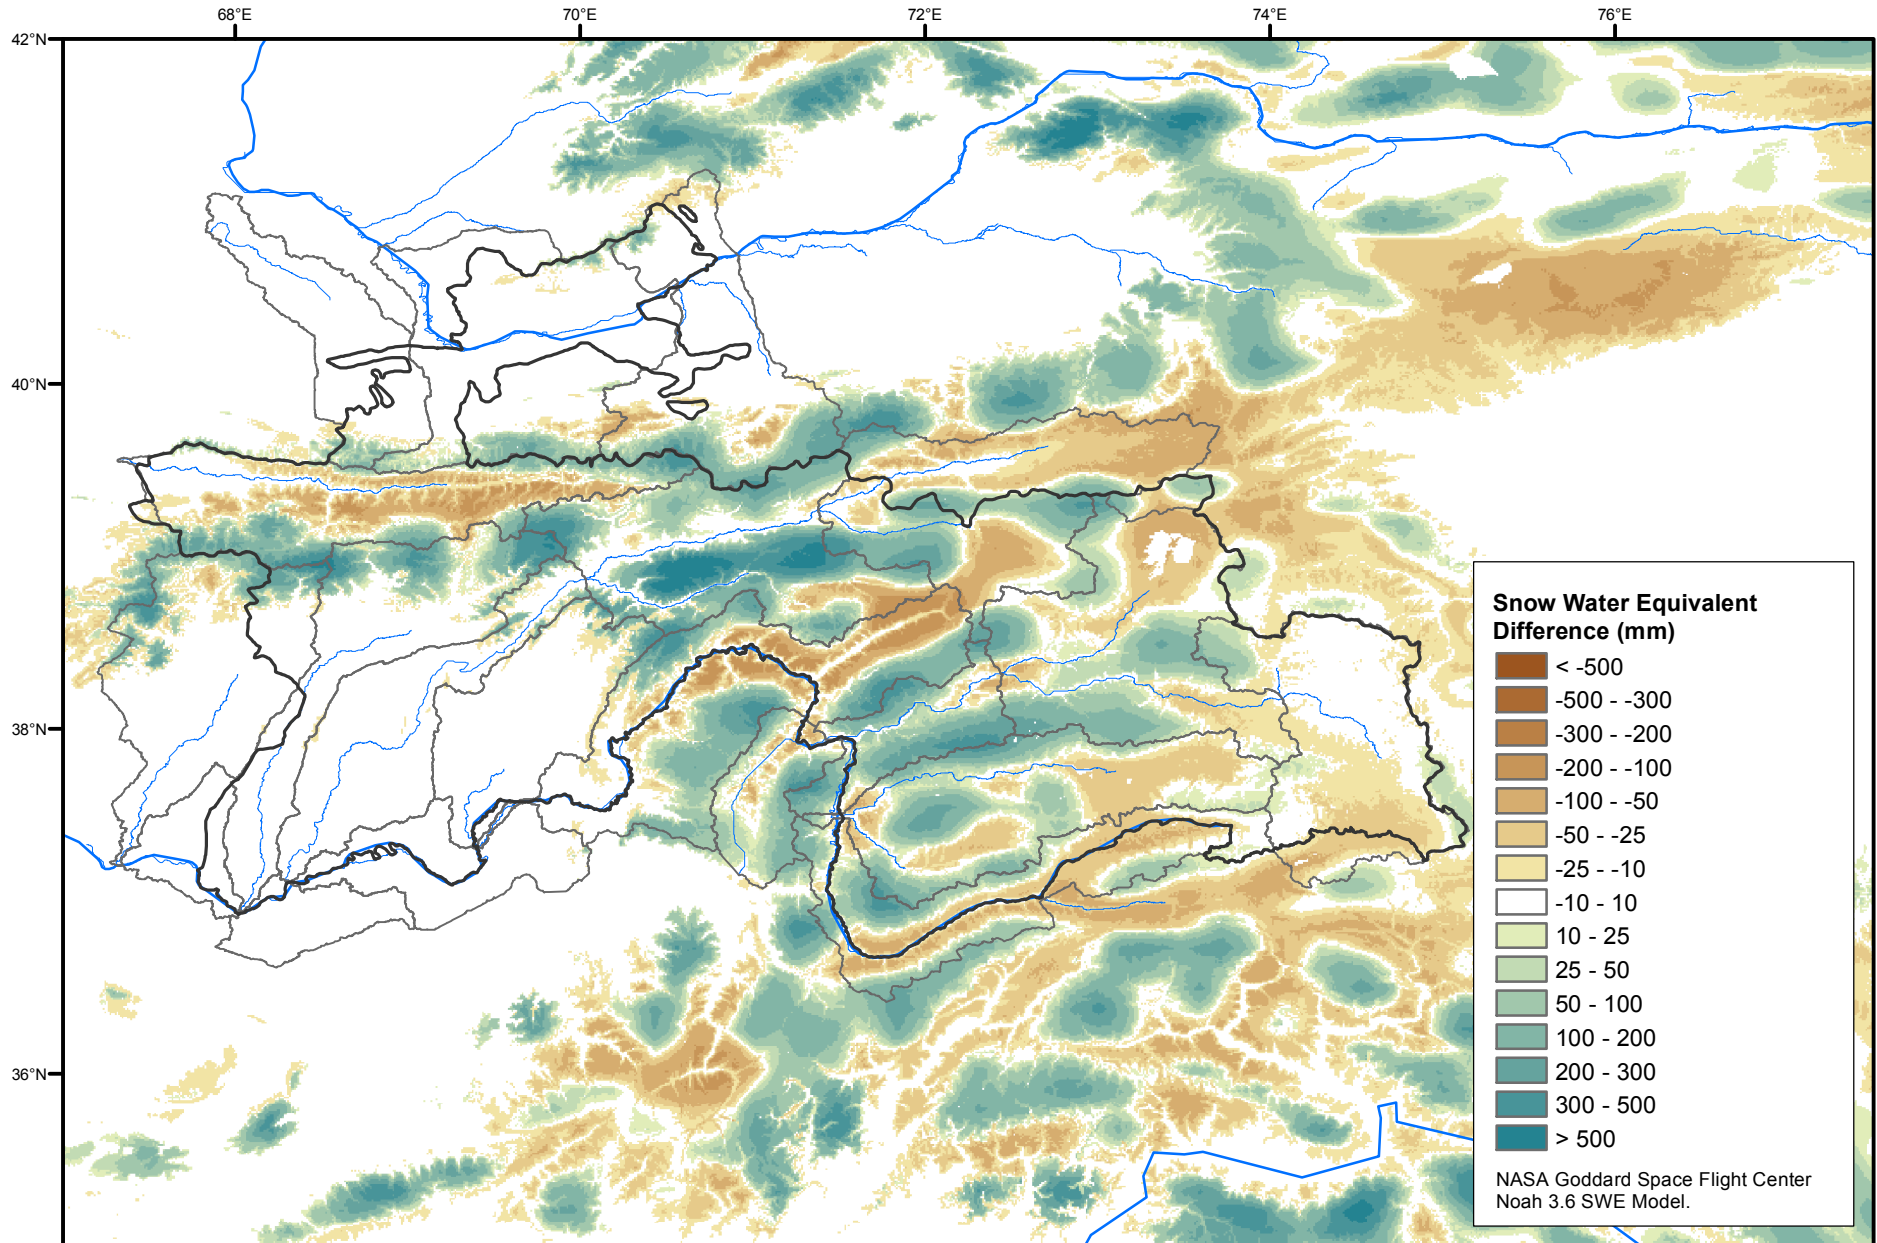 68°E 70°E 72°E 74°E 76°E
42°N
40°N
38°N
36°N
Snow Water Equivalent
Difference (mm)
< -500
-500 - -300
-300 - -200
-200 - -100
-100 - -50
-50 - -25
-25 - -10
-10 - 10
10 - 25
25 - 50
50 - 100
100 - 200
200 - 300
300 - 500
> 500
NASA Goddard Space Flight Center
Noah 3.6 SWE Model.